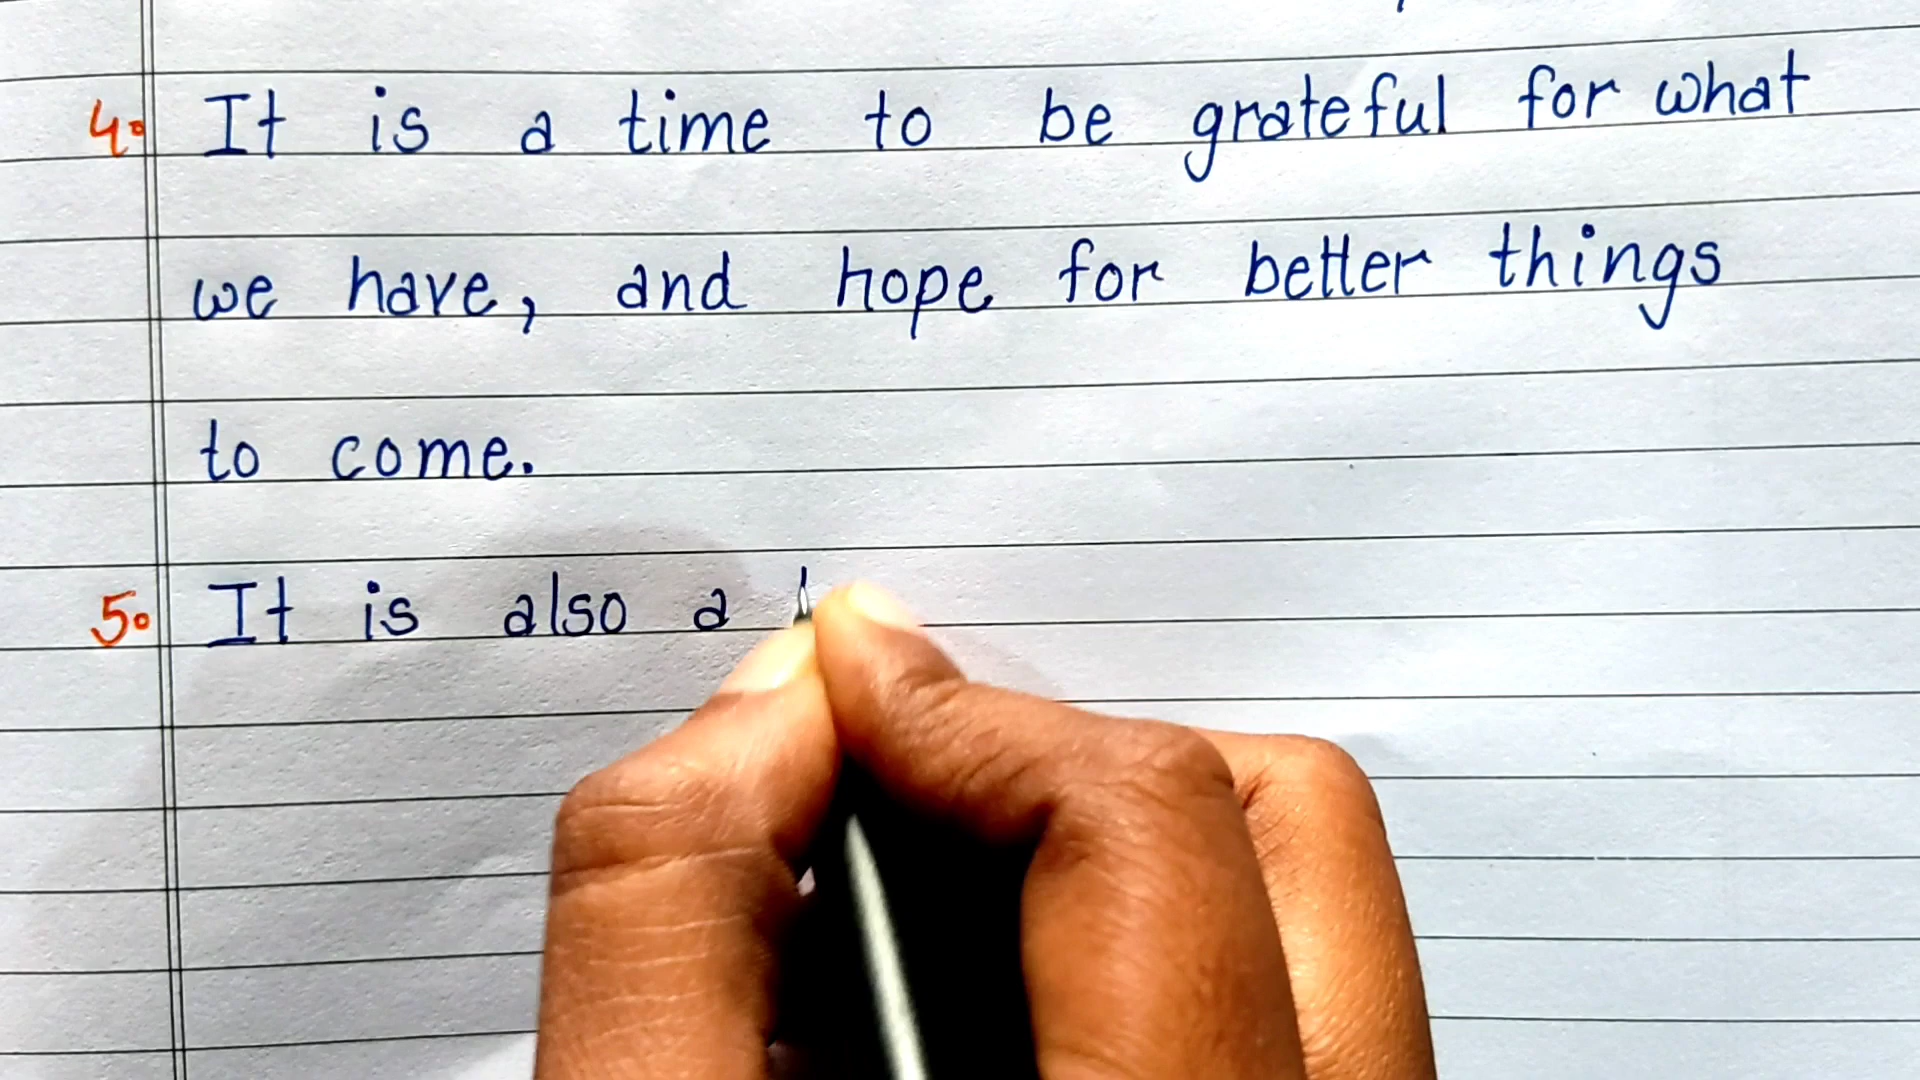 4. It is a time to be grateful for what
we have, and hope for better things
to come.
5. It is also a